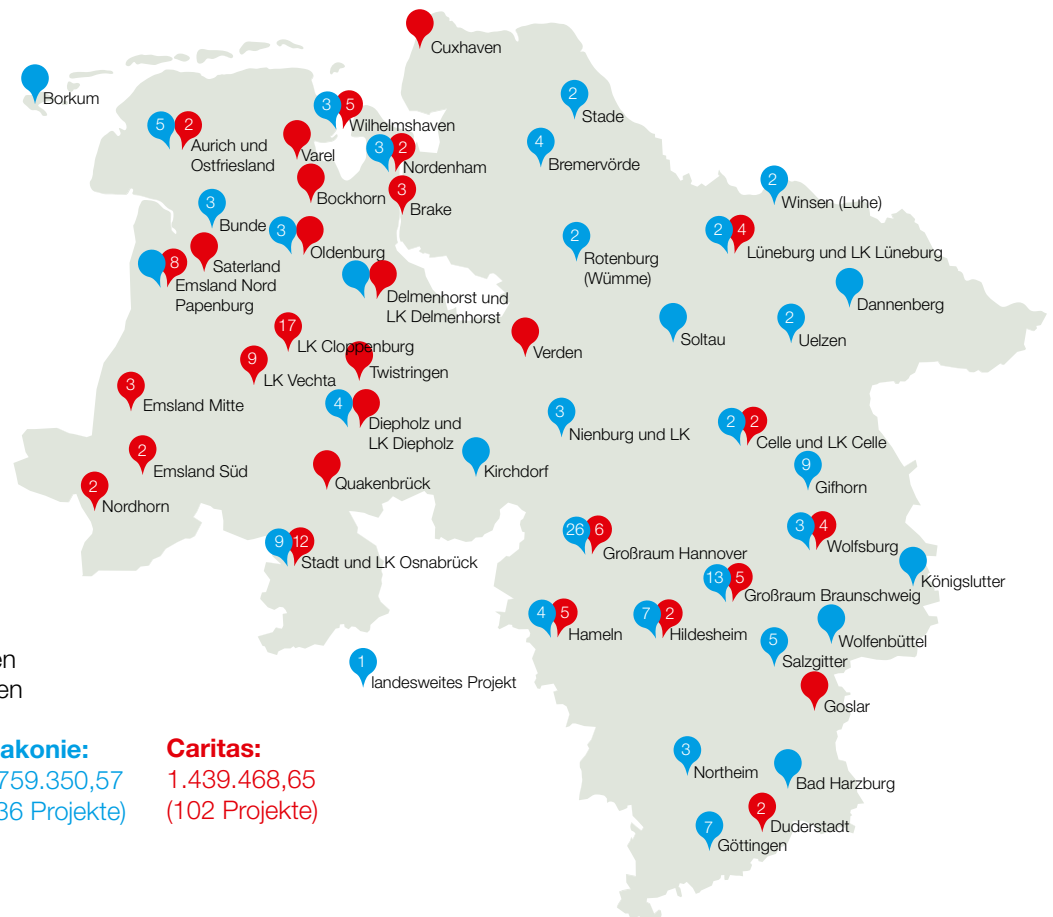 Cuxhaven
Borkum
2
Stade
3 5
Wilhelmshaven
5 2
Aurich und
Ostfriesland
Varel
3 2
Nordenham
4
Bremervörde
Bockhorn
3
Brake
2
Winsen (Luhe)
3
Bunde
3
Oldenburg
2
Rotenburg
(Wümme)
2 4
Lüneburg und LK Lüneburg
Saterland
8
Emsland Nord
Papenburg
Delmenhorst und
LK Delmenhorst
Dannenberg
17
LK Cloppenburg
Verden
Soltau
2
Uelzen
9
LK Vechta
Twistringen
3
Emsland Mitte
4
Diepholz und
LK Diepholz
3
Nienburg und LK
2 2
Celle und LK Celle
2
Emsland Süd
Quakenbrück
Kirchdorf
9
Gifhorn
2
Nordhorn
9 12
Stadt und LK Osnabrück
26 6
Großraum Hannover
3 4
Wolfsburg
Königslutter
13 5
Großraum Braunschweig
4 5
Hameln
7 2
Hildesheim
Wolfenbüttel
5
Salzgitter
1
landesweites Projekt
Goslar
en
en
3
Northeim
Bad Harzburg
akonie:
759.350,57
36 Projekte)
Caritas:
1.439.468,65
(102 Projekte)
2
Duderstadt
7
Göttingen